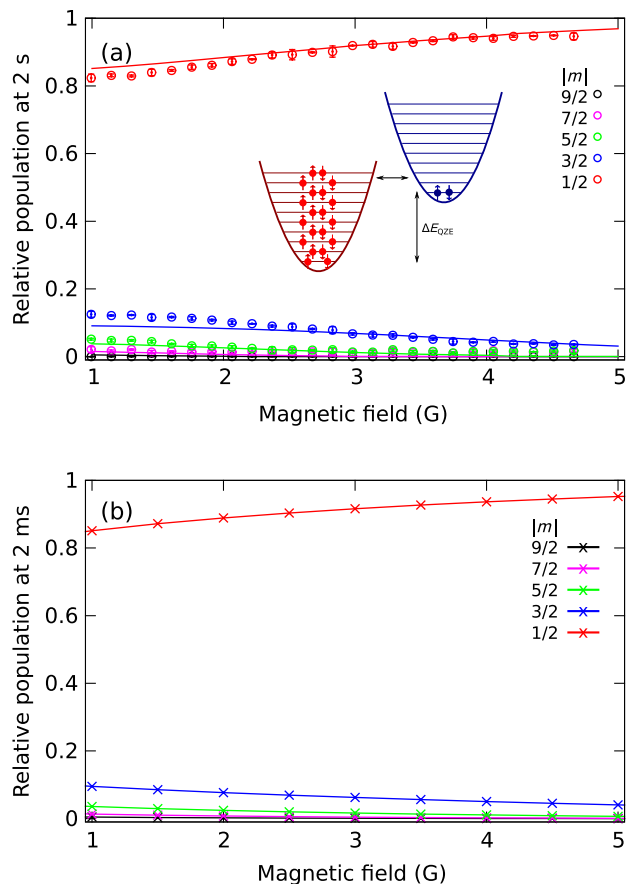 (a)
Relative population at 2 s
1
0.8
0.6
0.4
0.2
0
|m|
9/2
7/2
5/2
3/2
1/2
ΔE_QZE
1 2 3 4 5
Magnetic field (G)
(b)
Relative population at 2 ms
1
0.8
0.6
0.4
0.2
0
|m|
9/2
7/2
5/2
3/2
1/2
1 2 3 4 5
Magnetic field (G)